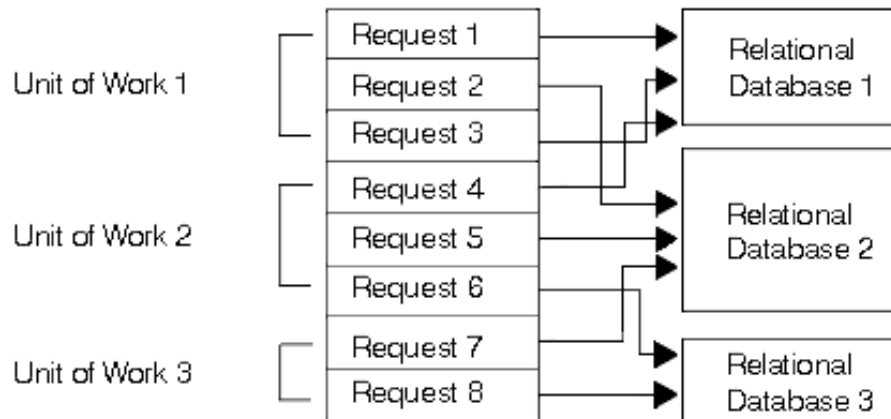 Unit of Work 1
Unit of Work 2
Unit of Work 3
Request 1
Request 2
Request 3
Request 4
Request 5
Request 6
Request 7
Request 8
Relational
Database 1
Relational
Database 2
Relational
Database 3